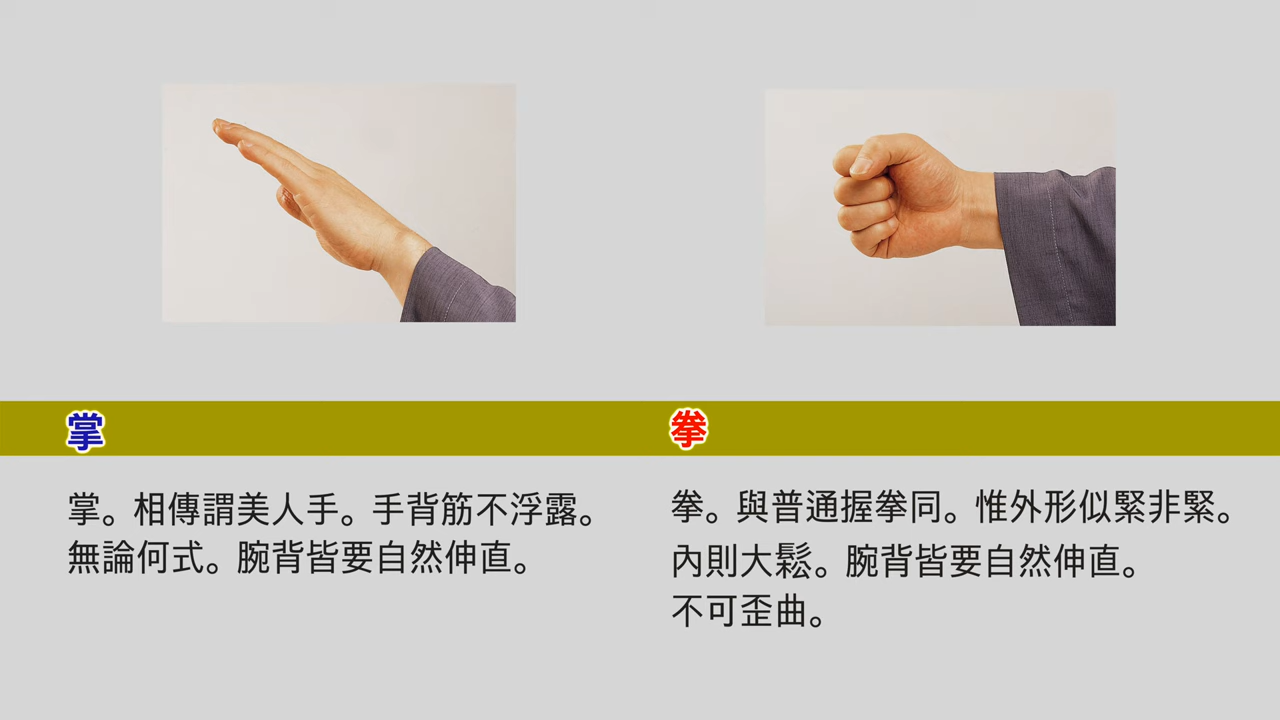 掌
掌。相傳謂美人手。手背筋不浮露。
無論何式。腕背皆要自然伸直。
拳
拳。與普通握拳同。惟外形似緊非緊。
內則大鬆。腕背皆要自然伸直。
不可歪曲。